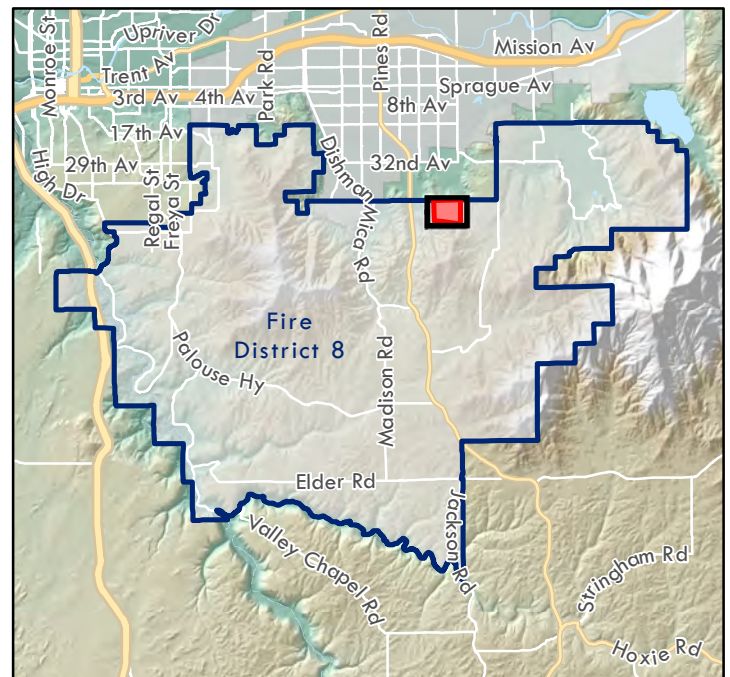 Monroe St
Upriver Dr
Trent Av
3rd Av
4th Av
Park Rd
Pines Rd
Mission Av
Sprague Av
8th Av
17th Av
29th Av
32nd Av
High Dr
Regal St
Freya St
Dishman Mica Rd
Fire
District 8
Palouse Hy
Madison Rd
Elder Rd
Jackson Rd
Valley Chapel Rd
Stringham Rd
Hoxie Rd